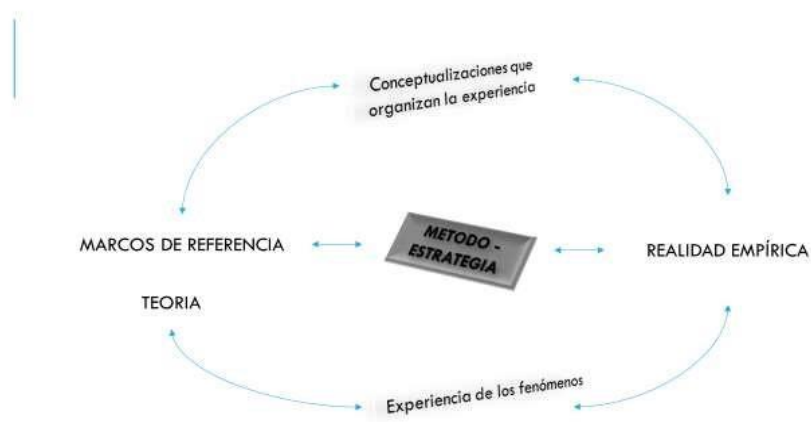 Conceptualizaciones que
organizan la experiencia
MARCOS DE REFERENCIA
METODO -
ESTRATEGIA
REALIDAD EMPÍRICA
TEORIA
Experiencia de los fenómenos